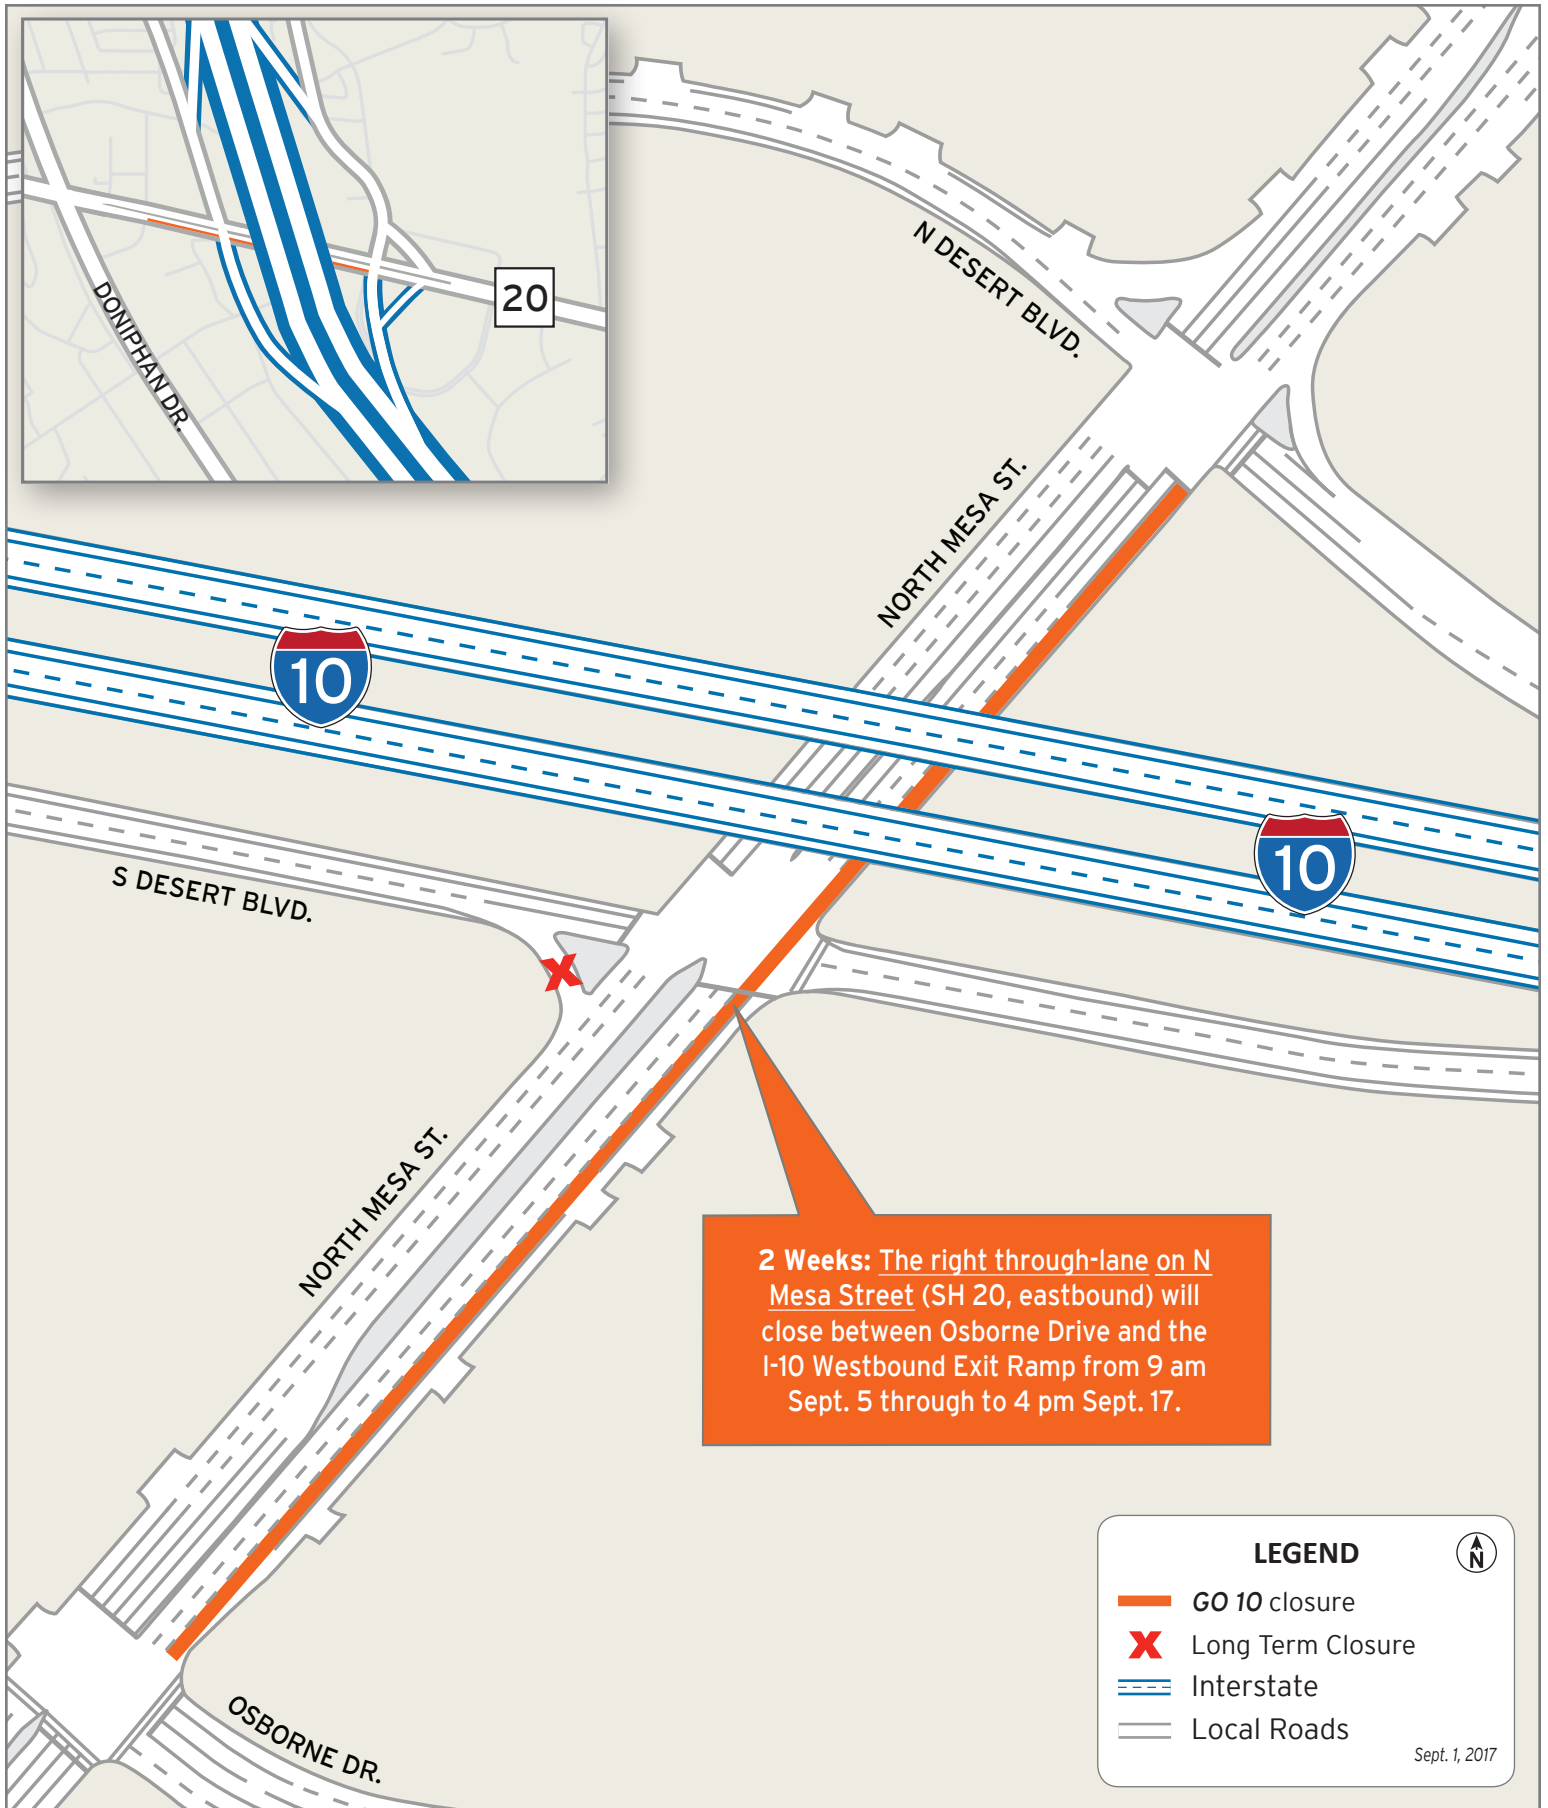 DONIPHAN DR.
20
N DESERT BLVD.
NORTH MESA ST.
10
10
S DESERT BLVD.
NORTH MESA ST.
2 Weeks: The right through-lane on N
Mesa Street (SH 20, eastbound) will
close between Osborne Drive and the
I-10 Westbound Exit Ramp from 9 am
Sept. 5 through to 4 pm Sept. 17.
OSBORNE DR.
LEGEND
N
GO 10 closure
X Long Term Closure
Interstate
Local Roads
Sept. 1, 2017